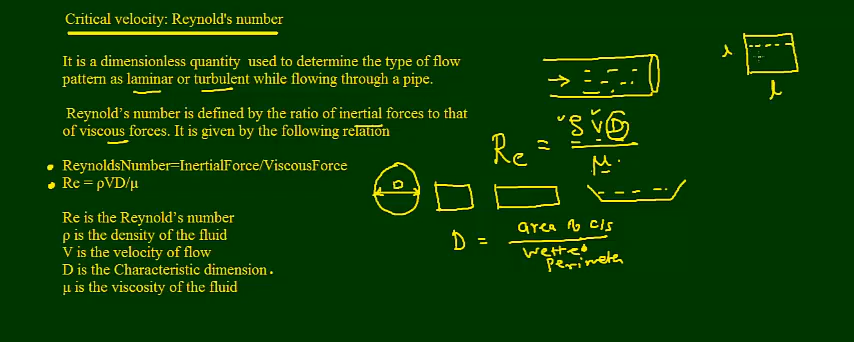 Critical velocity: Reynold's number
It is a dimensionless quantity used to determine the type of flow
pattern as laminar or turbulent while flowing through a pipe.
Reynold's number is defined by the ratio of inertial forces to that
of viscous forces. It is given by the following relation
ReynoldsNumber=InertialForce/ViscousForce
Re = ρVD/μ
Re is the Reynold's number
ρ is the density of the fluid
V is the velocity of flow
D is the Characteristic dimension.
μ is the viscosity of the fluid
l
l
Re = ρVD
μ
D
D = area of c/s
wetted
perimeter